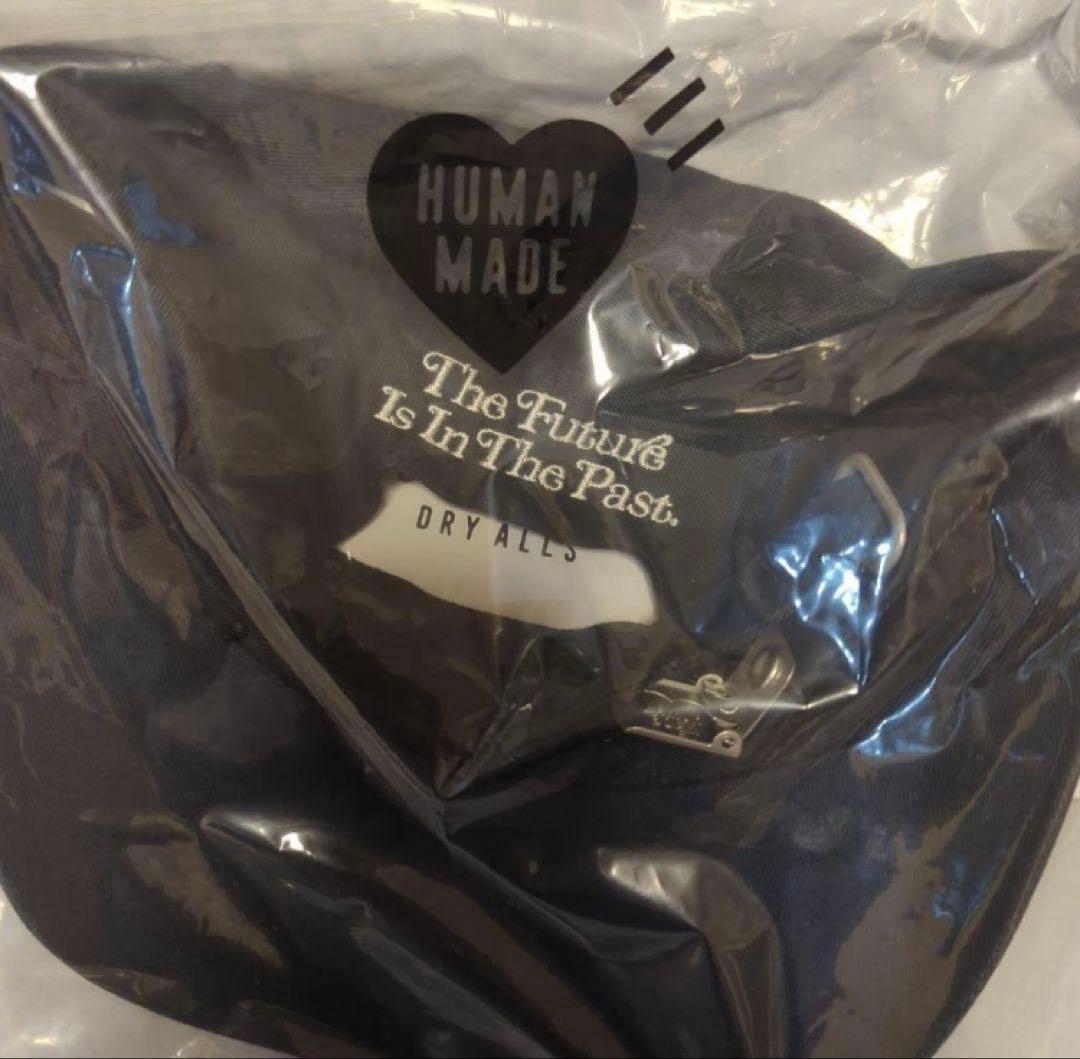 HUMAN
MADE
The Future
Is In The Past.
DRY ALLS